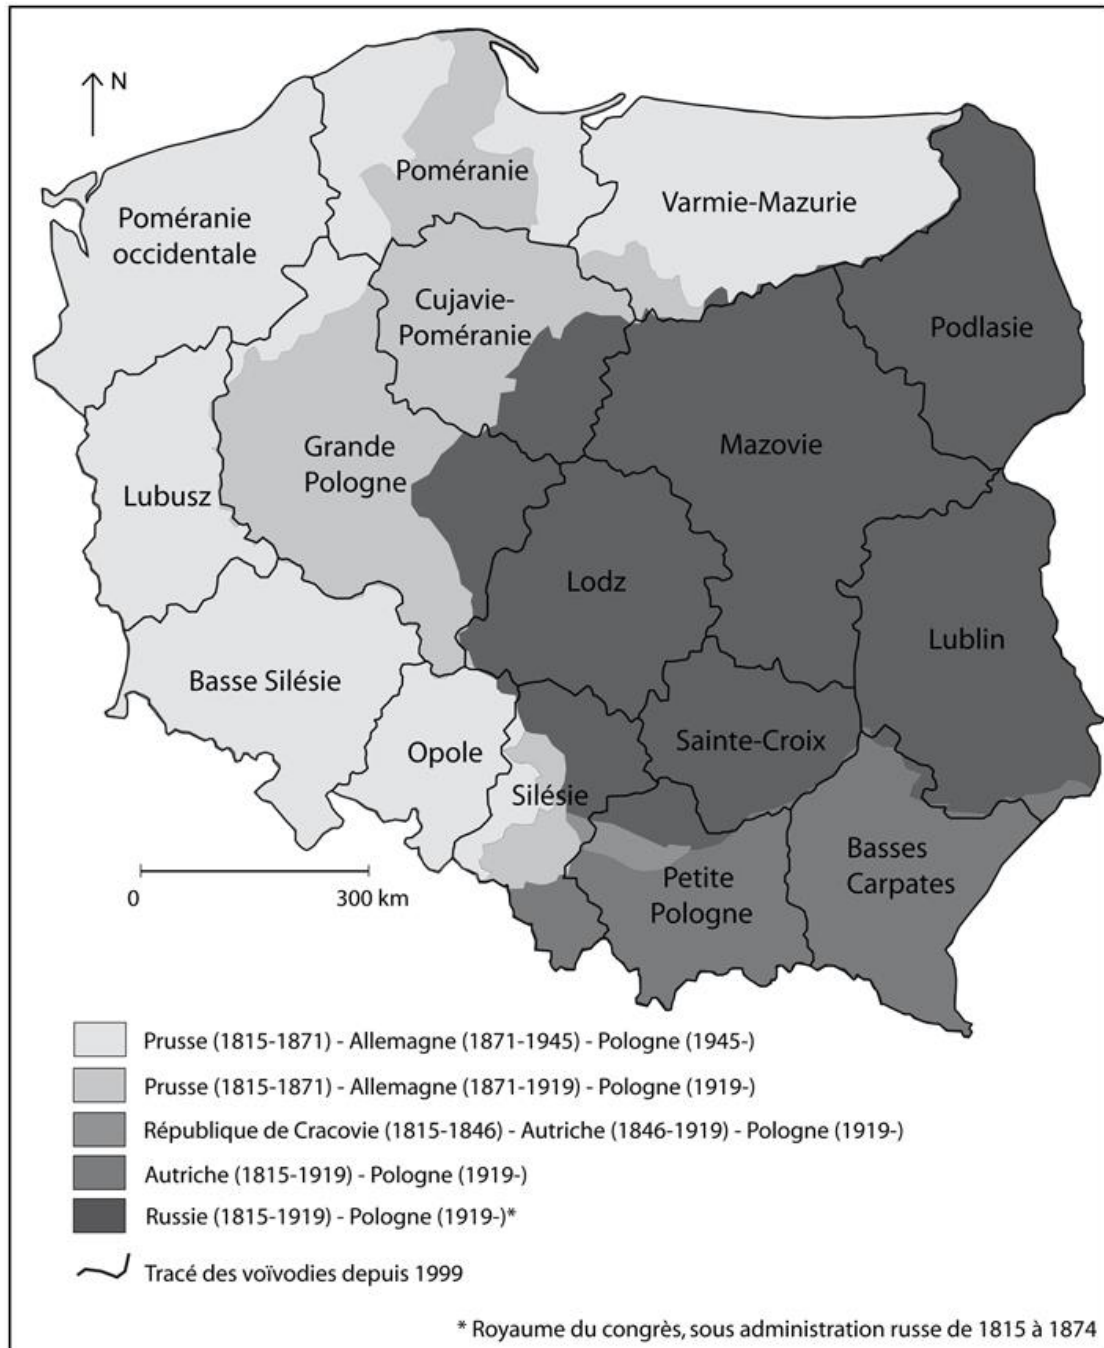 N
Poméranie
Varmie-Mazurie
Poméranie
occidentale
Cujavie-
Poméranie
Podlasie
Grande
Pologne
Mazovie
Lubusz
Lodz
Lublin
Basse Silésie
Opole
Sainte-Croix
Silésie
Basses
Carpates
Petite
Pologne
0 300 km
Prusse (1815-1871) - Allemagne (1871-1945) - Pologne (1945-)
Prusse (1815-1871) - Allemagne (1871-1919) - Pologne (1919-)
République de Cracovie (1815-1846) - Autriche (1846-1919) - Pologne (1919-)
Autriche (1815-1919) - Pologne (1919-)
Russie (1815-1919) - Pologne (1919-)*
Tracé des voïvodies depuis 1999
* Royaume du congrès, sous administration russe de 1815 à 1874